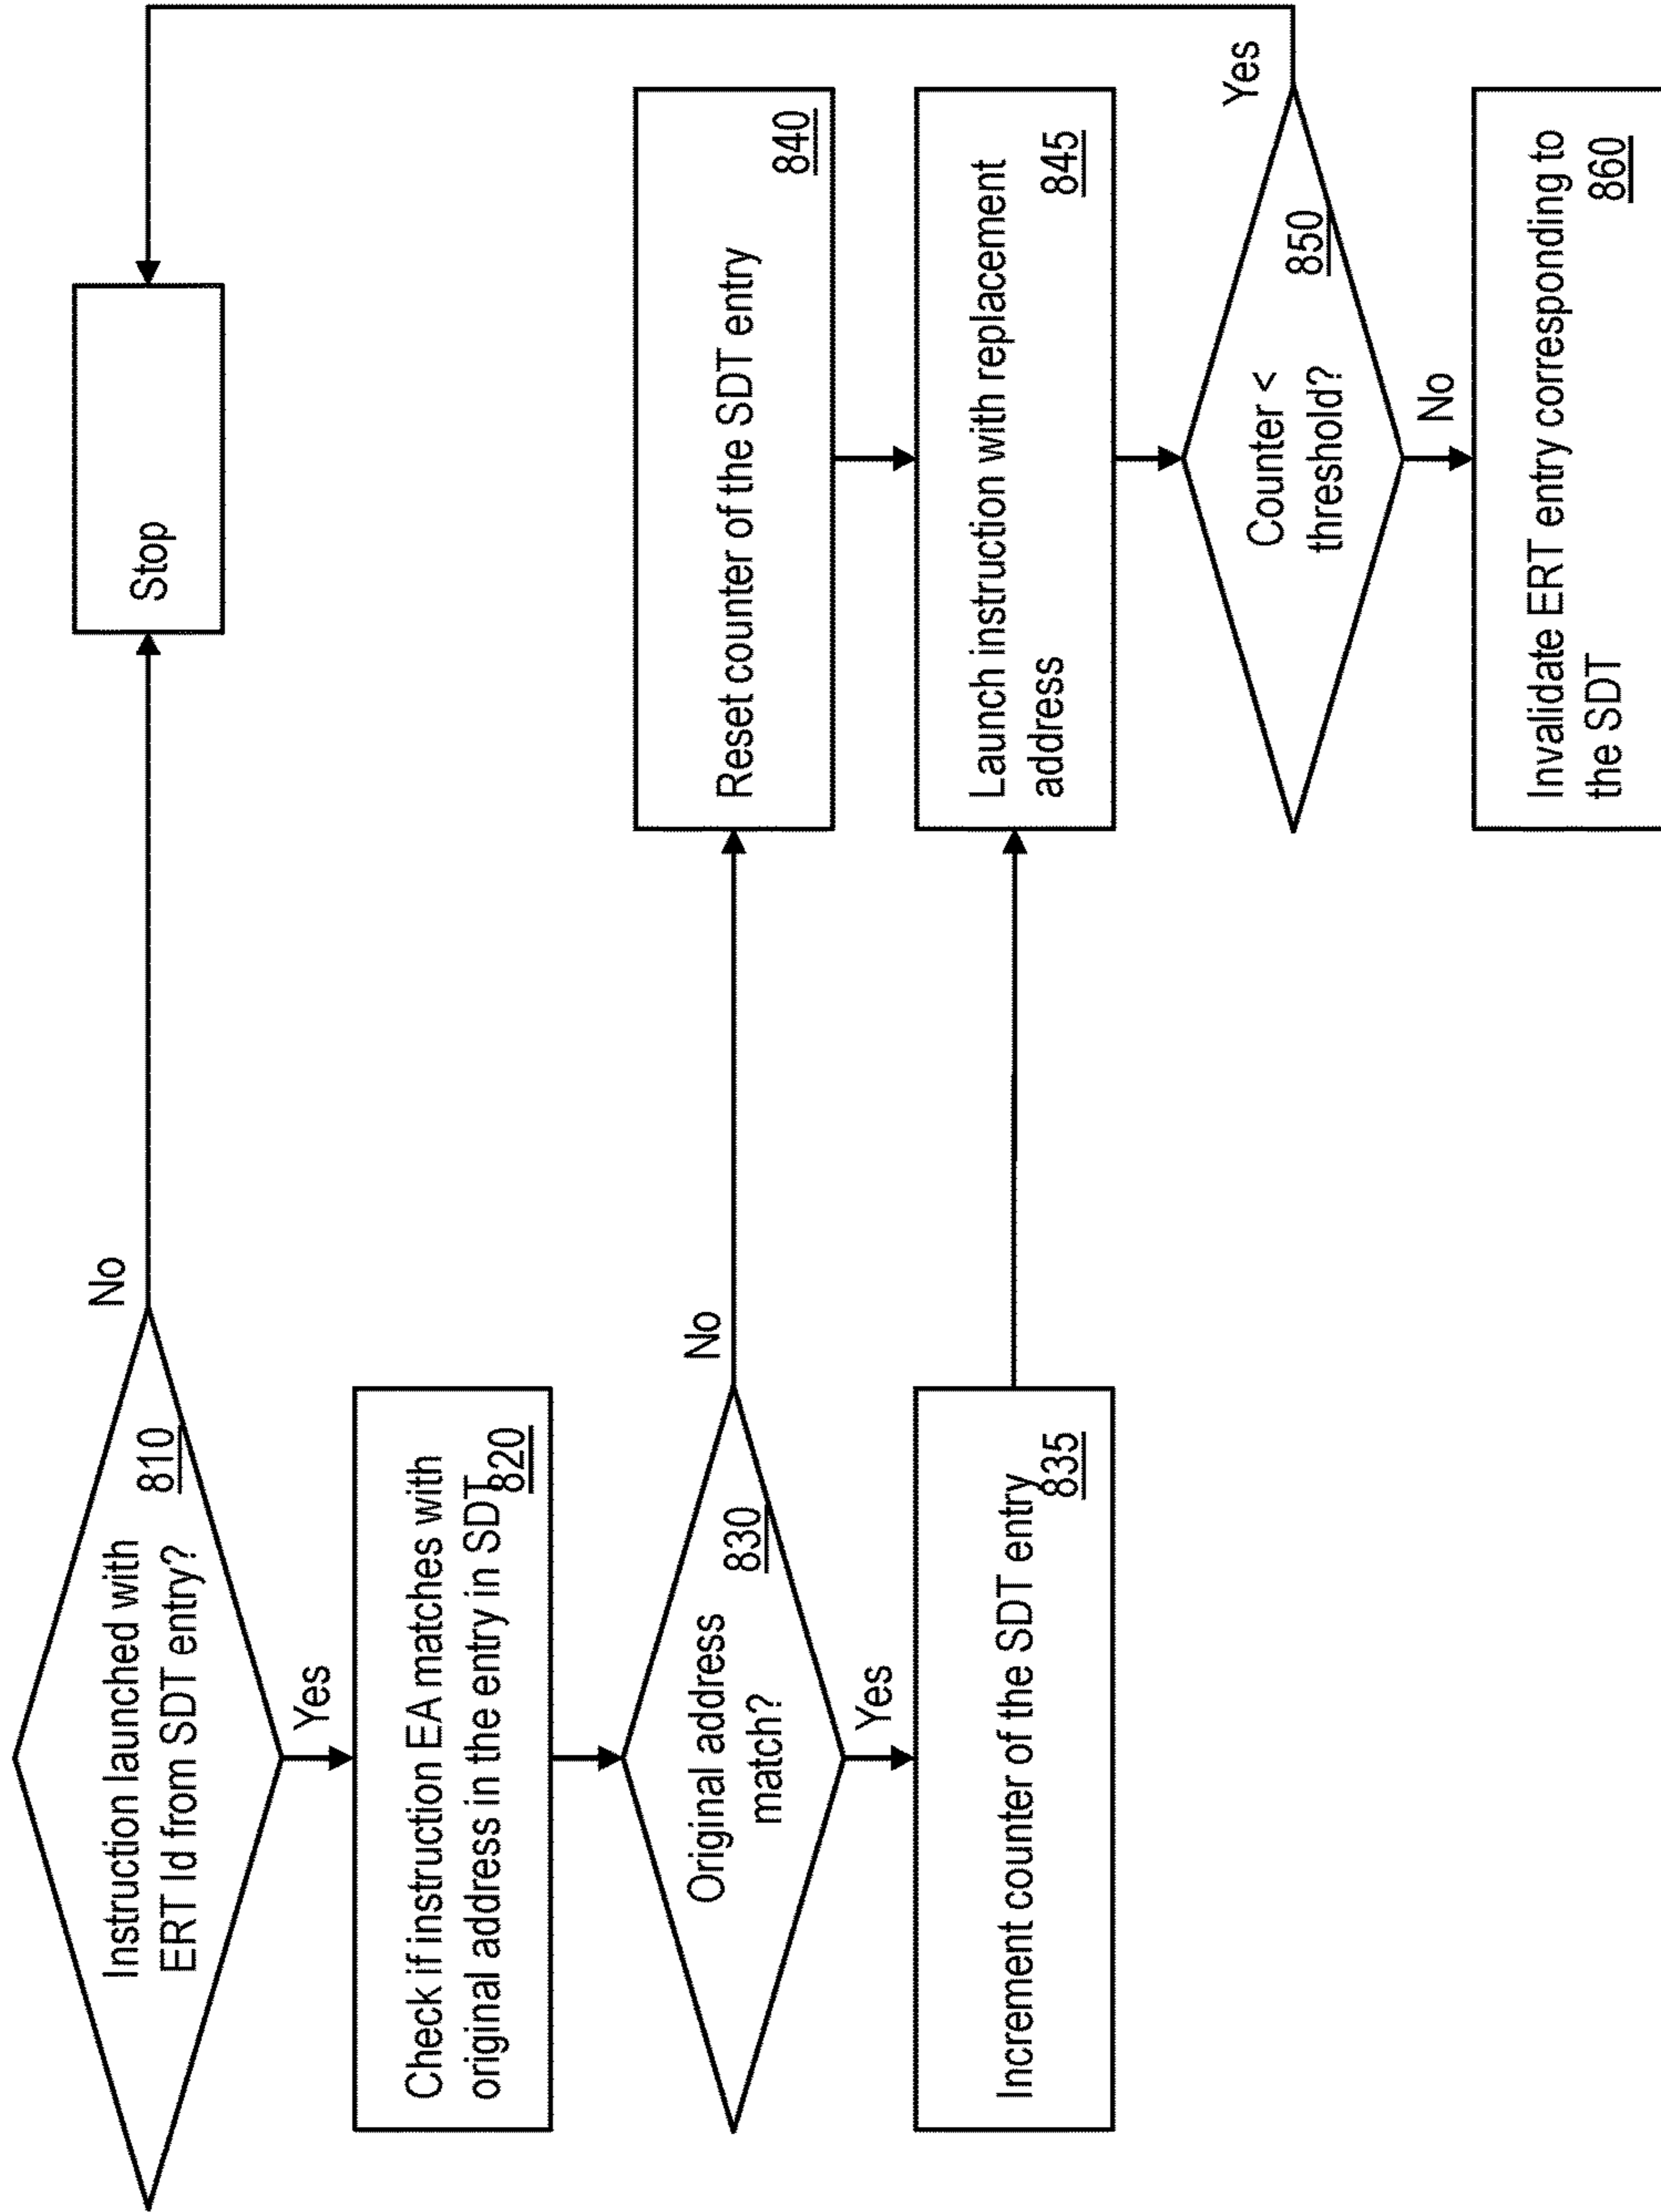 Instruction launched with
ERT Id from SDT entry?
810
No
Stop
Yes
Check if instruction EA matches with
original address in the entry in SDT
820
Original address
match?
830
No
Reset counter of the SDT entry
840
Yes
Increment counter of the SDT entry
835
Launch instruction with replacement
address
845
Counter <
threshold?
850
Yes
No
Invalidate ERT entry corresponding to
the SDT
860